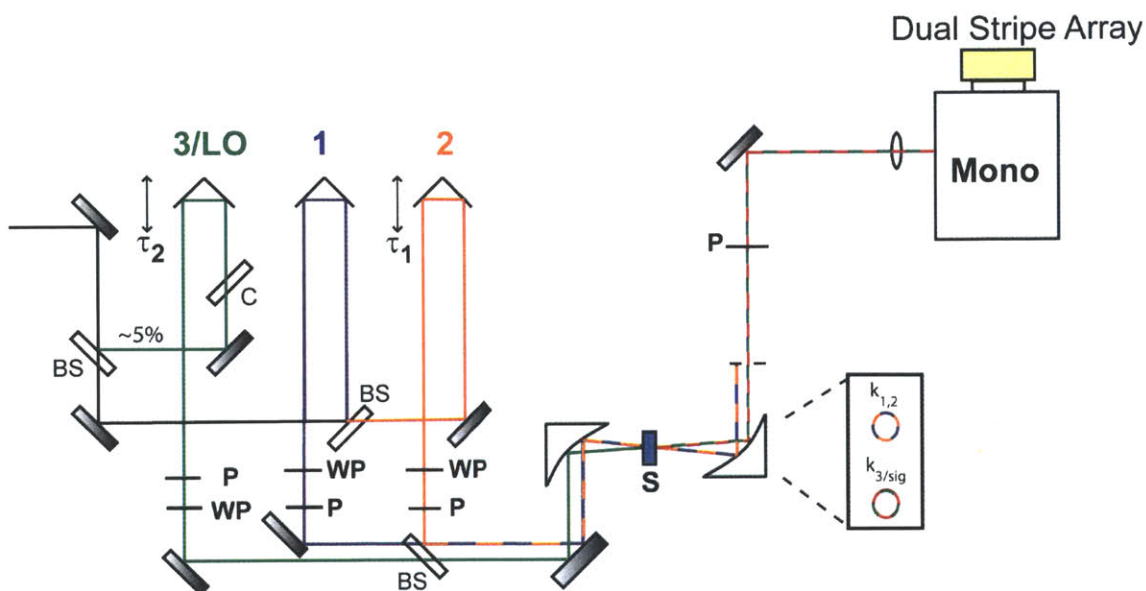 Dual Stripe Array
3/LO
1
2
Mono
τ2
τ1
P
C
~5%
BS
BS
k1,2
WP
WP
P
S
k3/sig
WP
P
P
BS